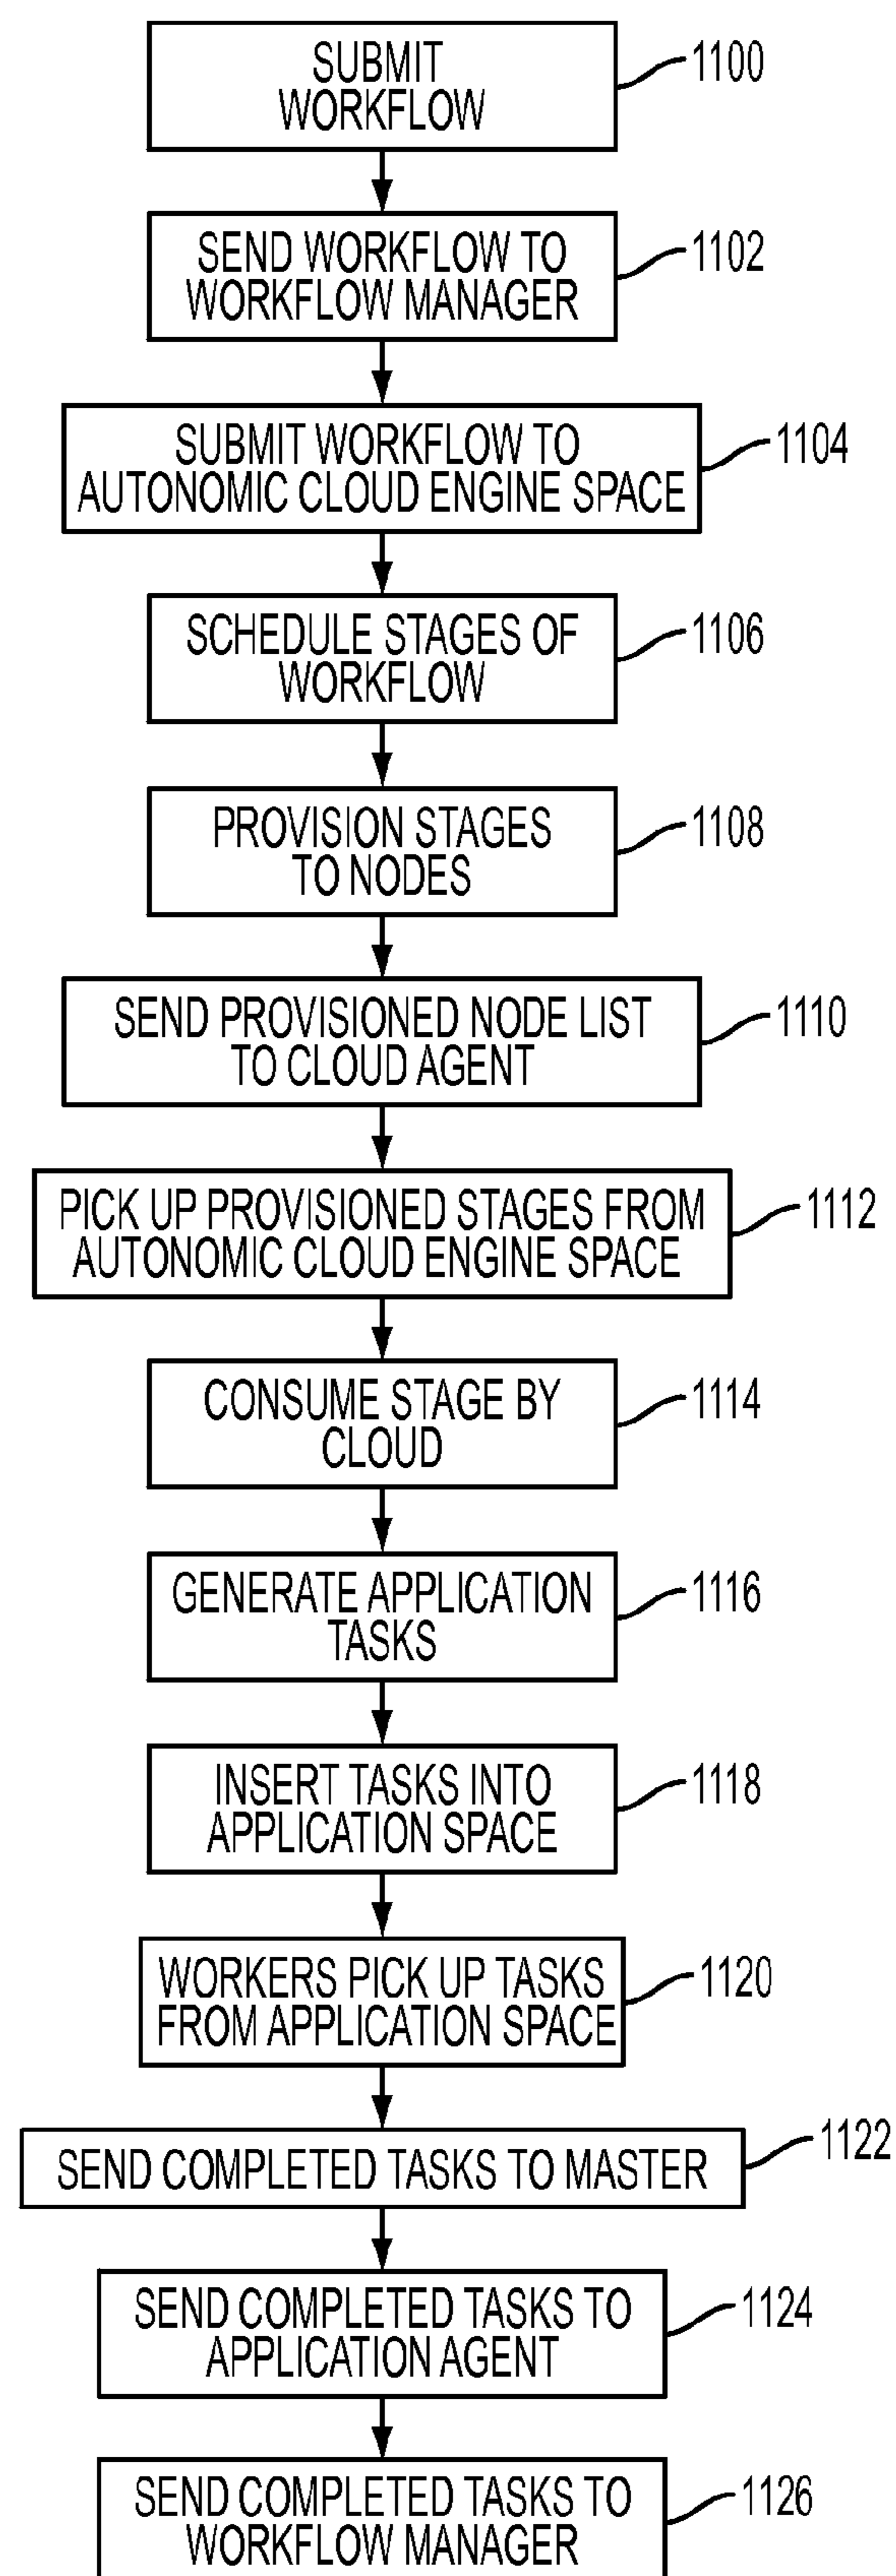 SUBMIT
WORKFLOW
1100
SEND WORKFLOW TO
WORKFLOW MANAGER
1102
SUBMIT WORKFLOW TO
AUTONOMIC CLOUD ENGINE SPACE
1104
SCHEDULE STAGES OF
WORKFLOW
1106
PROVISION STAGES
TO NODES
1108
SEND PROVISIONED NODE LIST
TO CLOUD AGENT
1110
PICK UP PROVISIONED STAGES FROM
AUTONOMIC CLOUD ENGINE SPACE
1112
CONSUME STAGE BY
CLOUD
1114
GENERATE APPLICATION
TASKS
1116
INSERT TASKS INTO
APPLICATION SPACE
1118
WORKERS PICK UP TASKS
FROM APPLICATION SPACE
1120
SEND COMPLETED TASKS TO MASTER
1122
SEND COMPLETED TASKS TO
APPLICATION AGENT
1124
SEND COMPLETED TASKS TO
WORKFLOW MANAGER
1126